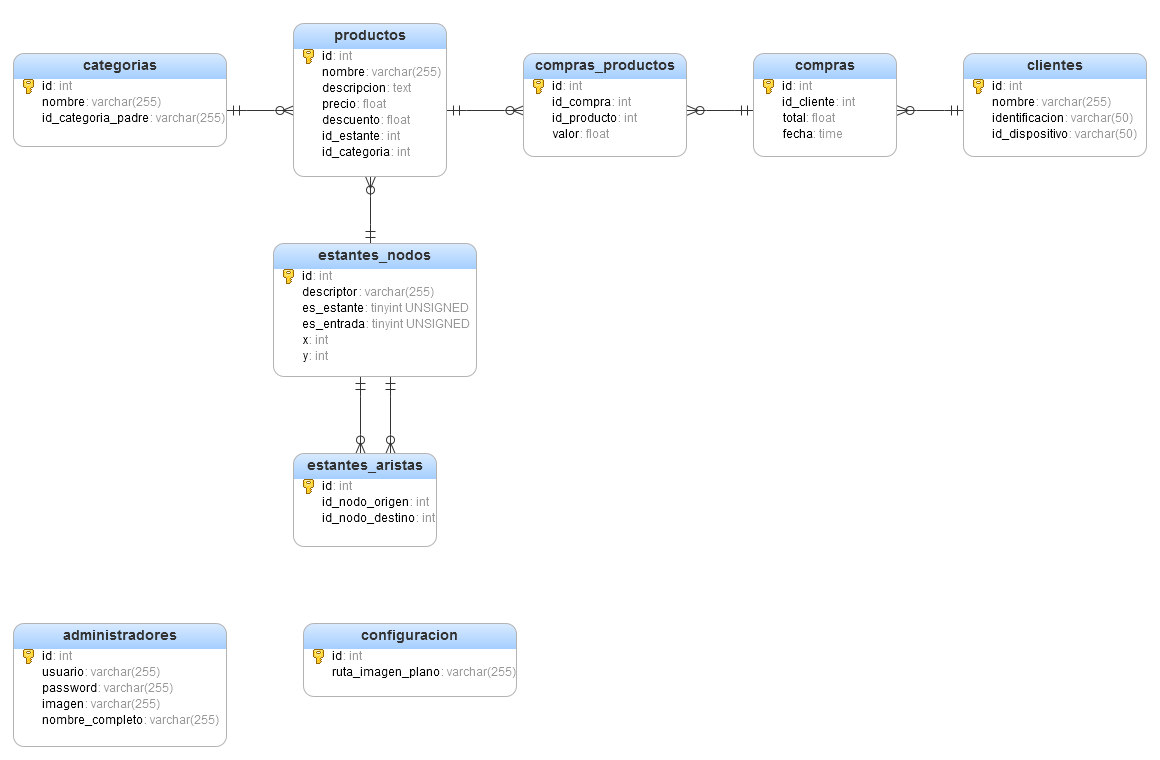 productos
id: int
nombre: varchar(255)
descripcion: text
precio: float
descuento: float
id_estante: int
id_categoria: int
categorias
id: int
nombre: varchar(255)
id_categoria_padre: varchar(255)
compras_productos
id: int
id_compra: int
id_producto: int
valor: float
compras
id: int
id_cliente: int
total: float
fecha: time
clientes
id: int
nombre: varchar(255)
identificacion: varchar(50)
id_dispositivo: varchar(50)
estantes_nodos
id: int
descriptor: varchar(255)
es_estante: tinyint UNSIGNED
es_entrada: tinyint UNSIGNED
x: int
y: int
estantes_aristas
id: int
id_nodo_origen: int
id_nodo_destino: int
administradores
id: int
usuario: varchar(255)
password: varchar(255)
imagen: varchar(255)
nombre_completo: varchar(255)
configuracion
id: int
ruta_imagen_plano: varchar(255)